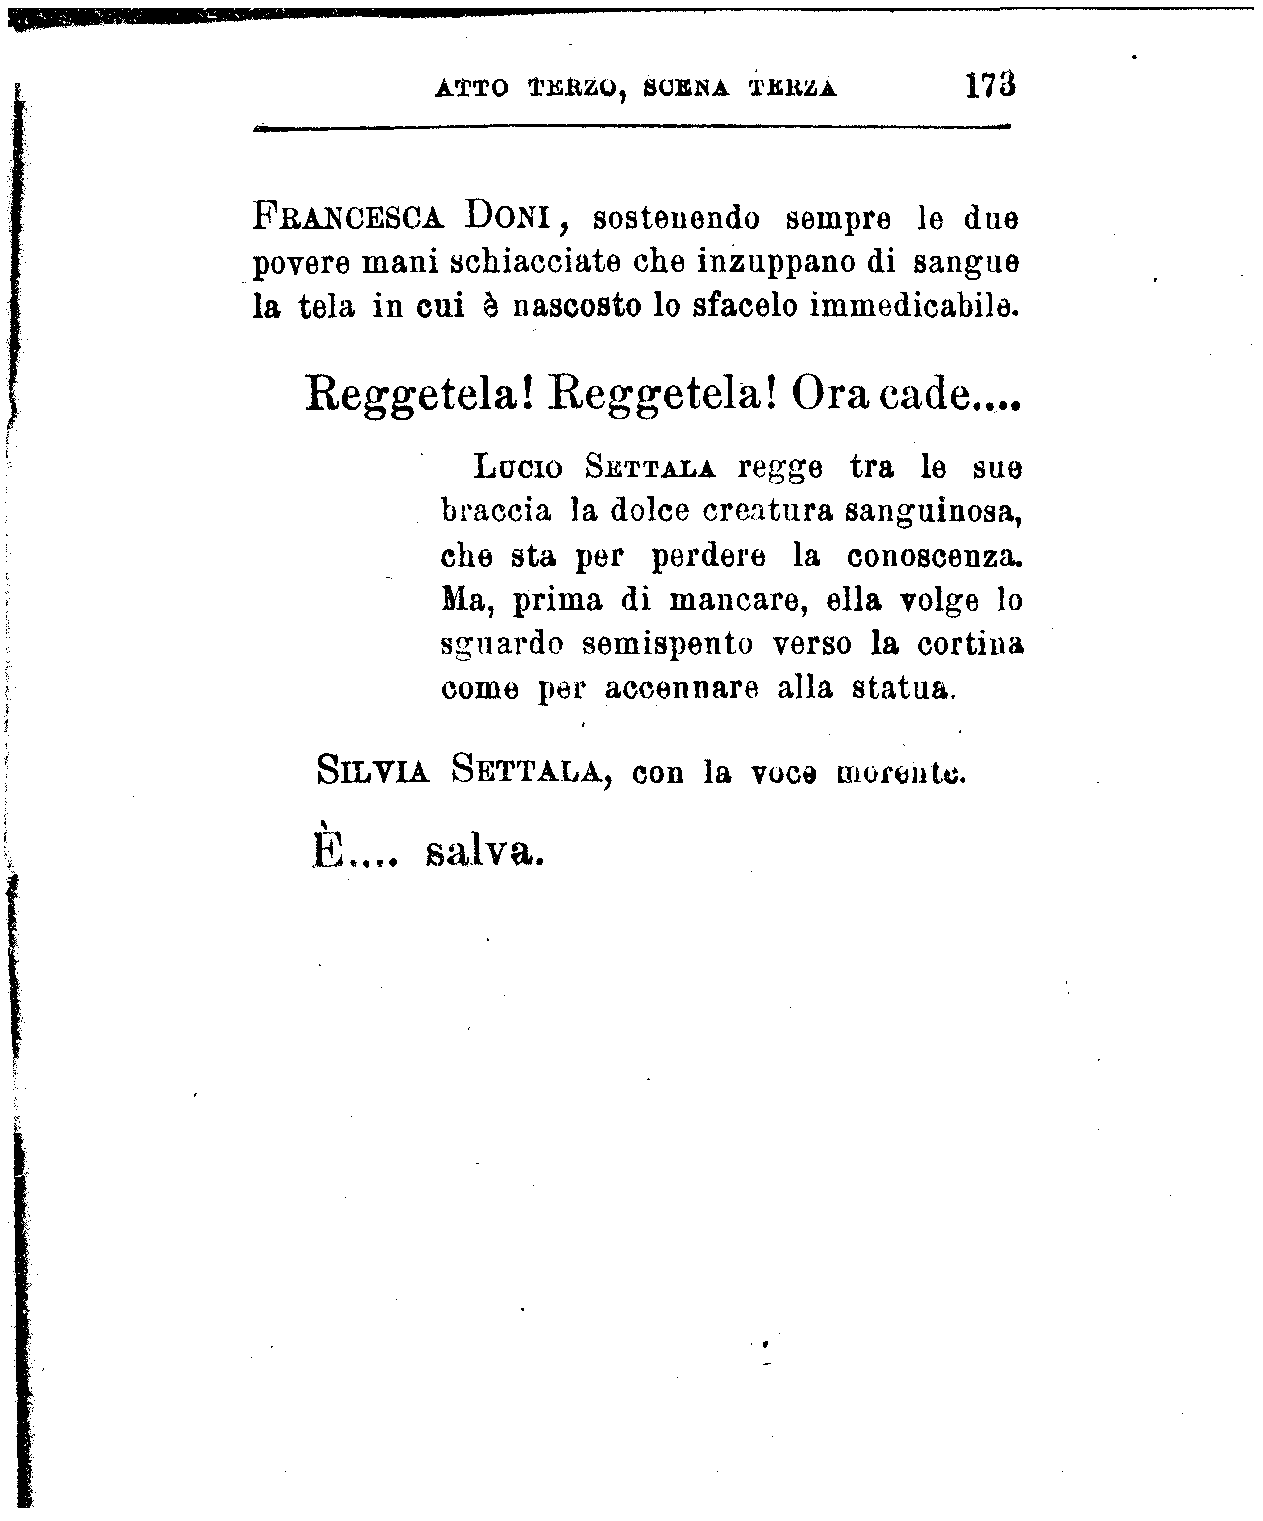 ATTO TERZO, SCENA TERZA 173
FRANCESCA DONI, sostenendo sempre le due
povere mani schiacciate che inzuppano di sangue
la tela in cui è nascosto lo sfacelo immedicabile.
Reggetela! Reggetela! Ora cade....
LUCIO SETTALA regge tra le sue
braccia la dolce creatura sanguinosa,
che sta per perdere la conoscenza.
Ma, prima di mancare, ella volge lo
sguardo semispento verso la cortina
come per accennare alla statua.
SILVIA SETTALA, con la voce morente.
È.... salva.